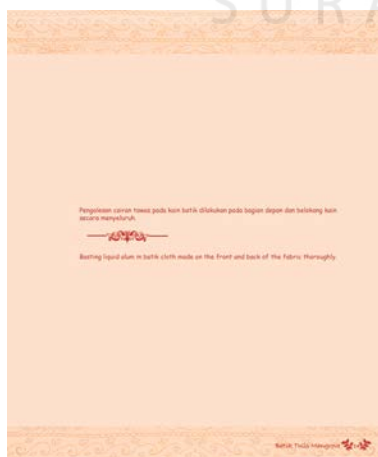 SURA
Pengolesan cairan tawas pada kain batik dilakukan pada bagian depan dan belakang kain
secara menyeluruh.
Basting liquid alum in batik cloth made on the front and back of the fabric thoroughly.
Batik Tulis Mangrove